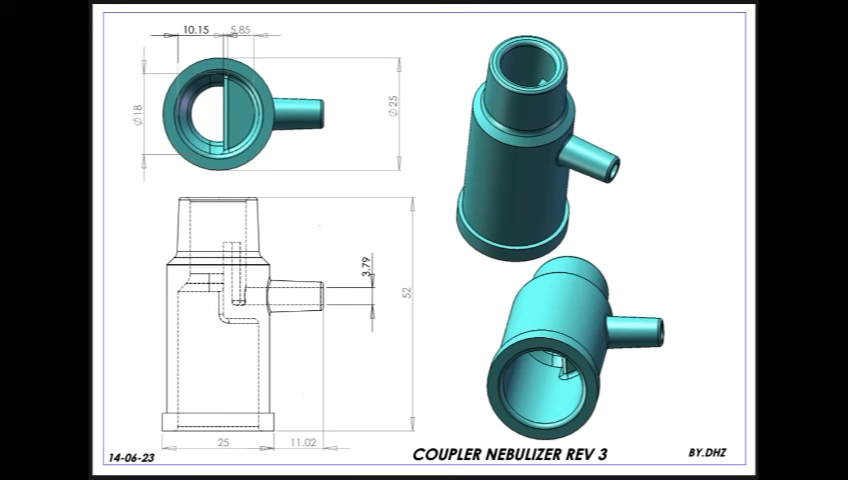 10.15
5.85
Ø18
Ø25
3.79
52
25
11.02
14-06-23
COUPLER NEBULIZER REV 3
BY.DHZ